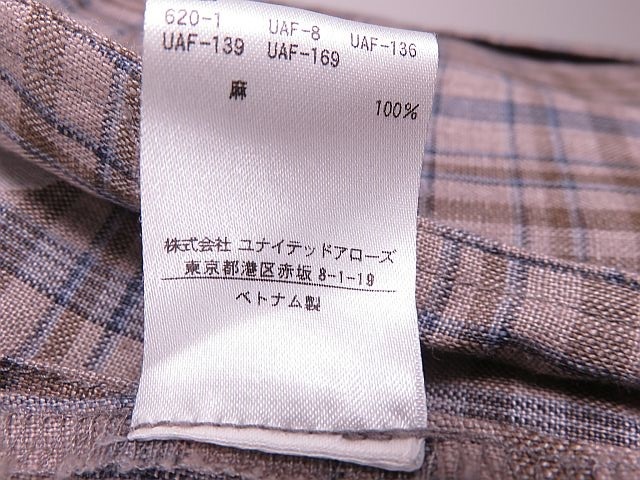 620-1 UAF-8 UAF-136
UAF-139 UAF-169
麻 100%
株式会社 ユナイテッドアローズ
東京都港区赤坂 8-1-19
ベトナム製